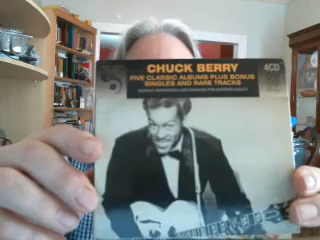 CHUCK BERRY
4CD
FIVE CLASSIC ALBUMS PLUS BONUS
SINGLES AND RARE TRACKS